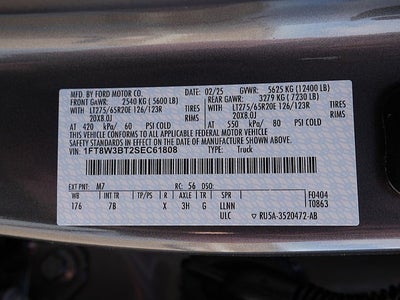 MFD. BY FORD MOTOR CO.
02/25 GVWR: 5625 KG (12400 LB)
FRONT GAWR: 2540 KG (5600 LB) REAR GAWR: 3279 KG (7230 LB)
WITH LT275/65R20E 126/123R TIRES RIMS WITH LT275/65R20E 126/123R TIRES RIMS
20X8.0J 20X8.0J
AT 420 kPa/ 60 PSI COLD AT 550 kPa/ 80 PSI COLD
THIS VEHICLE CONFORMS TO ALL APPLICABLE FEDERAL MOTOR VEHICLE
SAFETY STANDARDS IN EFFECT ON THE DATE OF MANUFACTURE SHOWN ABOVE.
VIN: 1FT8W3BT2SEC61808 TYPE: Truck
EXT PNT: M7 RC: 56 DSO: F0404
WB INT TR TP/PS R AXLE TR SPR T0863
176 7B X 3H G LLNN
ULC RU5A-3520472-AB